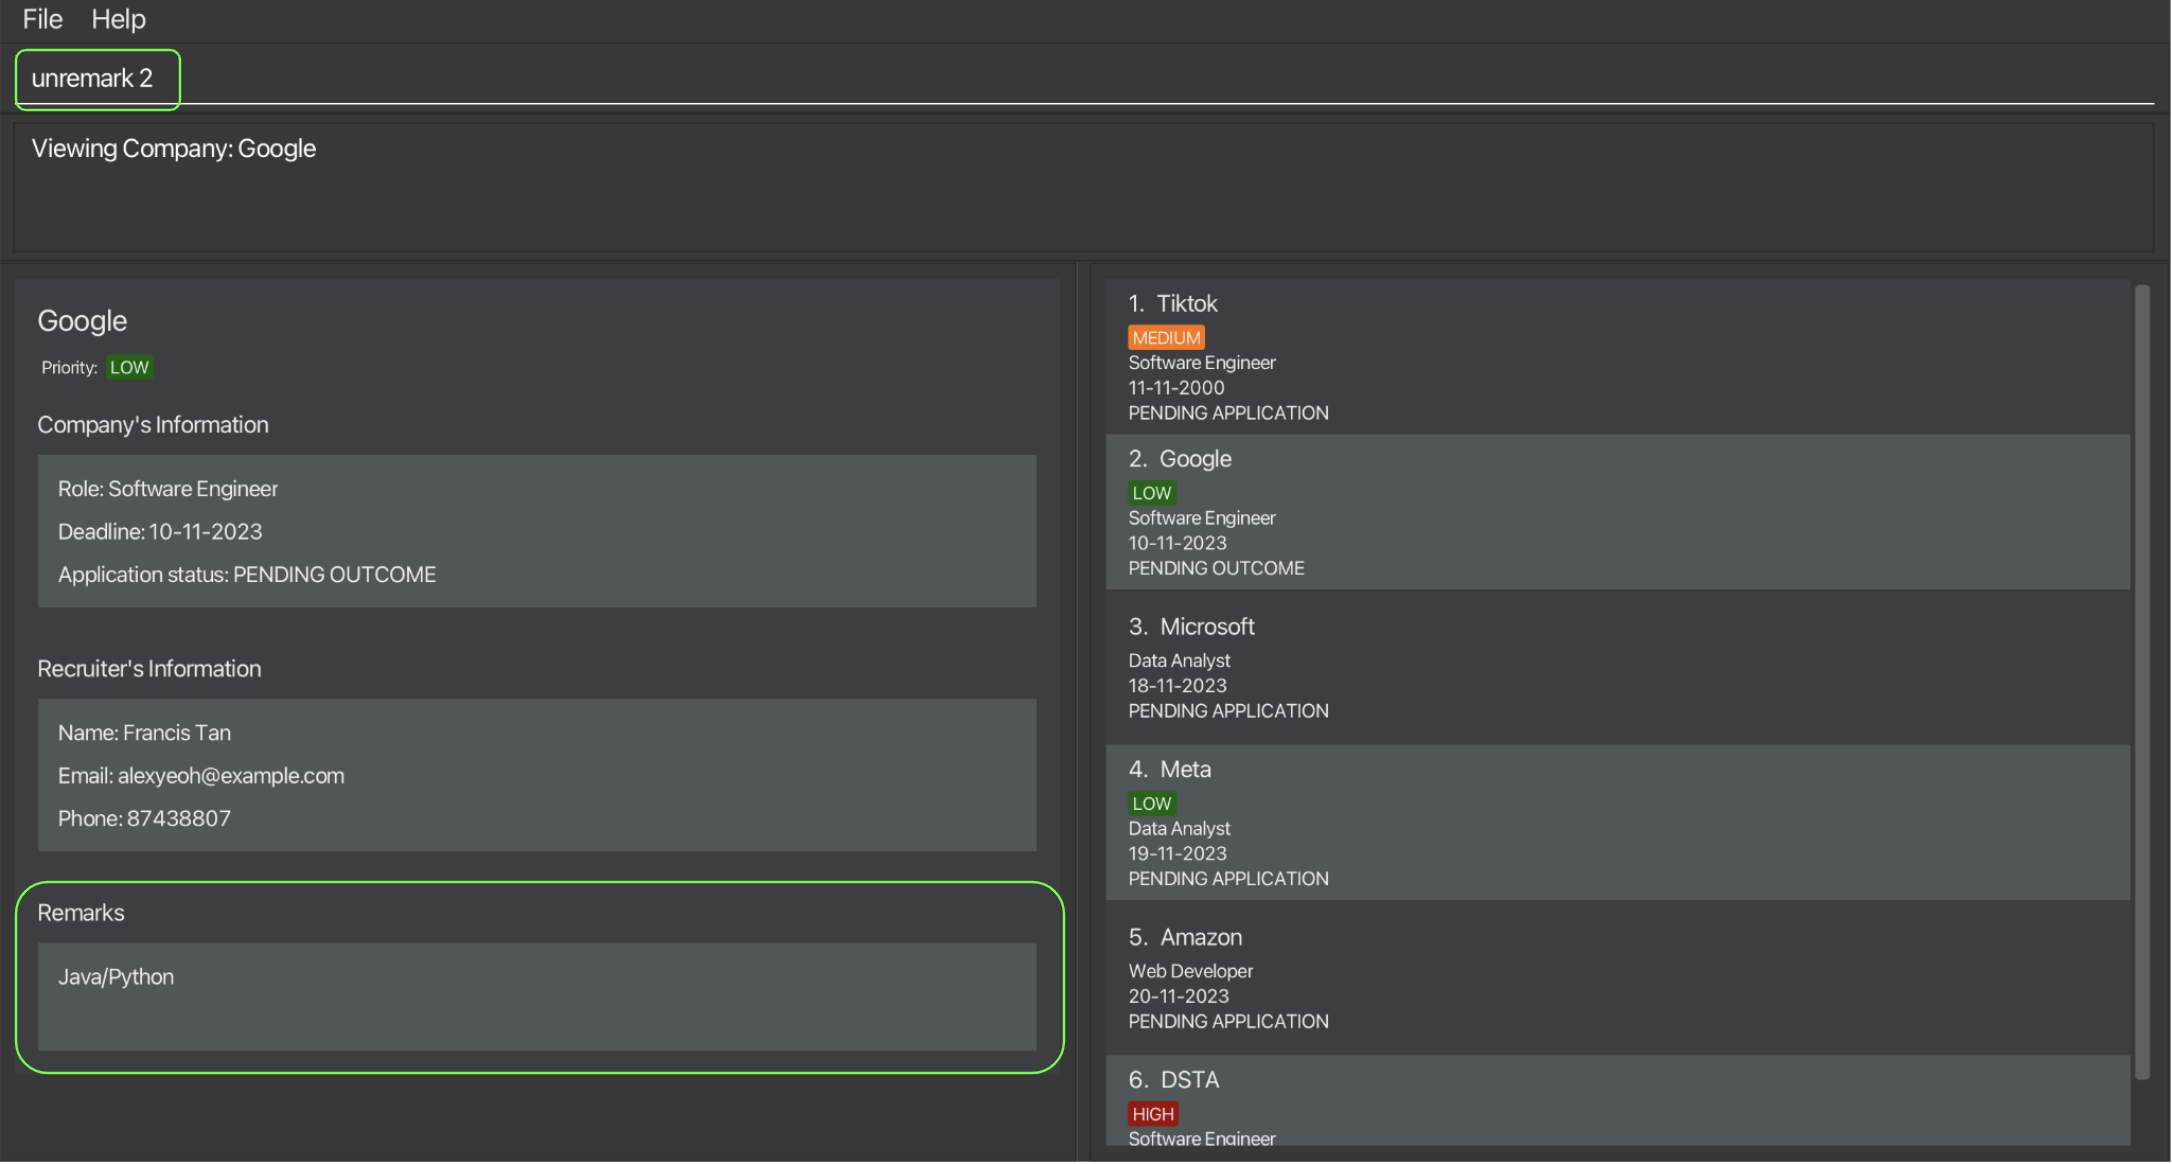 File Help
unremark 2
Viewing Company: Google
Google
Priority: LOW
Company's Information
Role: Software Engineer
Deadline: 10-11-2023
Application status: PENDING OUTCOME
Recruiter's Information
Name: Francis Tan
Email: alexyeoh@example.com
Phone: 87438807
Remarks
Java/Python
1. Tiktok
MEDIUM
Software Engineer
11-11-2000
PENDING APPLICATION
2. Google
LOW
Software Engineer
10-11-2023
PENDING OUTCOME
3. Microsoft
Data Analyst
18-11-2023
PENDING APPLICATION
4. Meta
LOW
Data Analyst
19-11-2023
PENDING APPLICATION
5. Amazon
Web Developer
20-11-2023
PENDING APPLICATION
6. DSTA
HIGH
Software Engineer